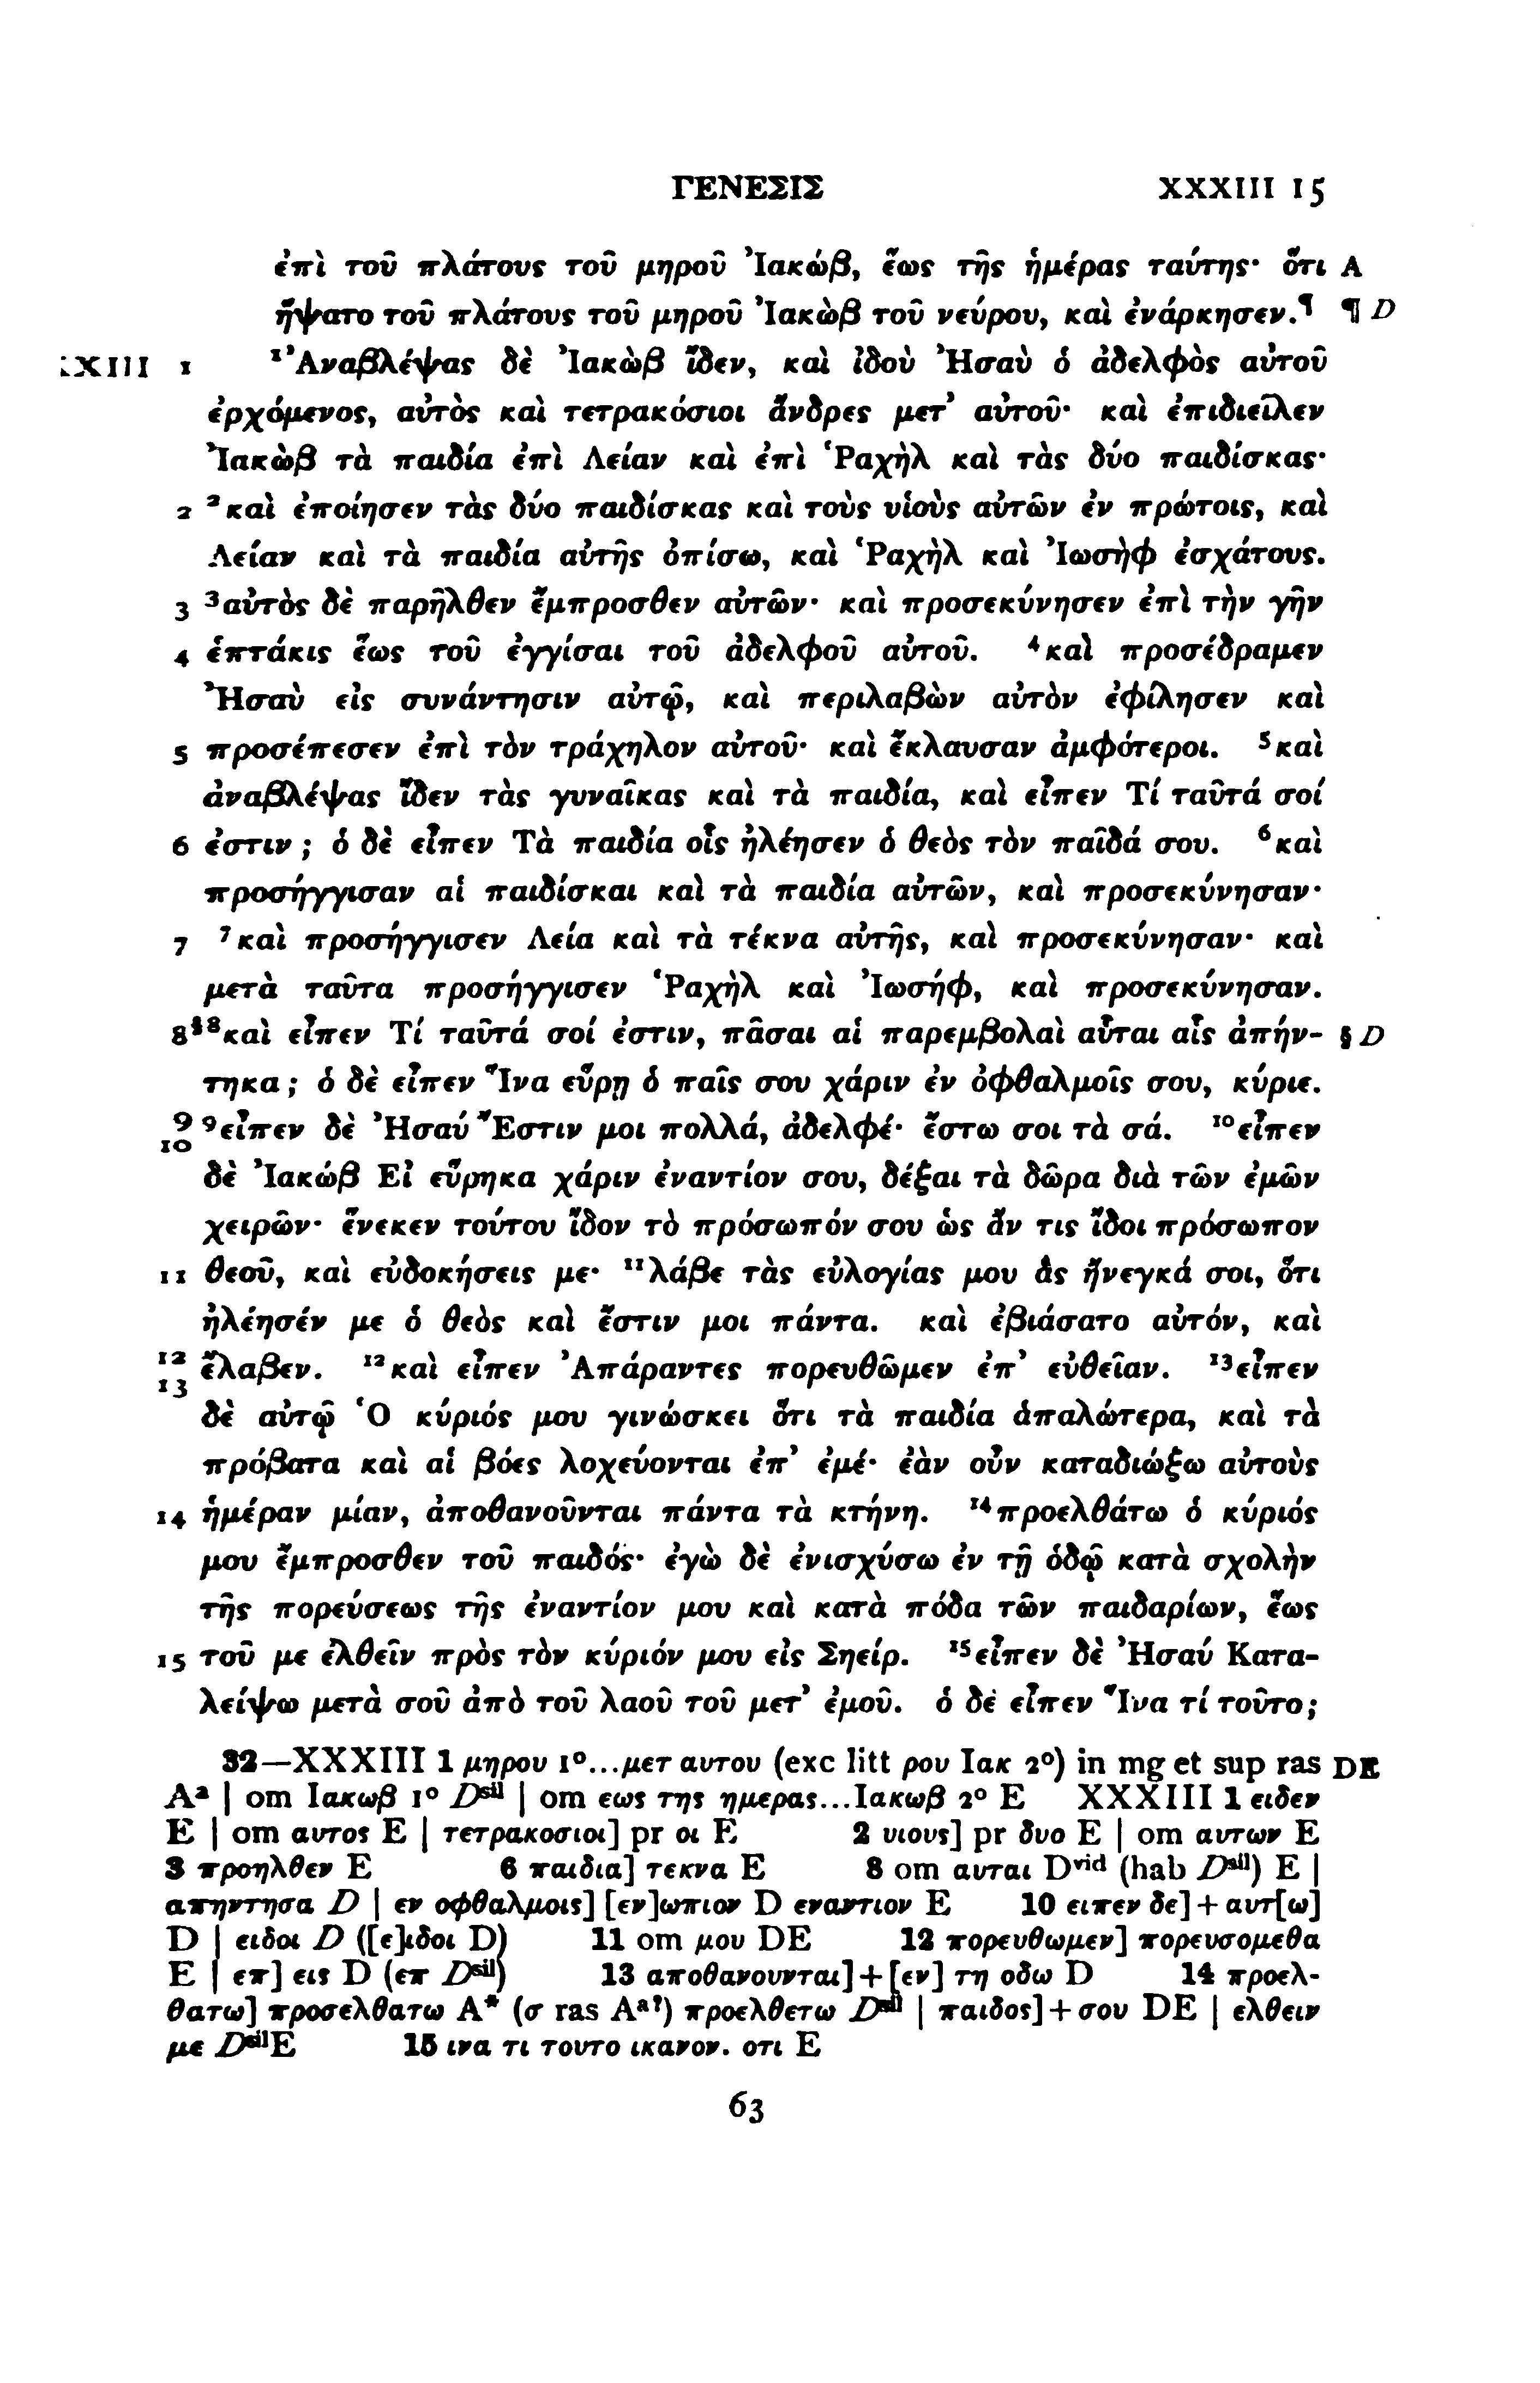 ΓΕΝΕΣΙΣ XXXIII 15
ἐπὶ τοῦ πλάτους τοῦ μηροῦ Ἰακώβ, ἕως τῆς ἡμέρας ταύτης· ὅτι A
ἥψατο τοῦ πλάτους τοῦ μηροῦ Ἰακὼβ τοῦ νεύρου, καὶ ἐνάρκησεν.¶ ¶ D
XXIII 1 ¹Ἀναβλέψας δὲ Ἰακὼβ ἴδεν, καὶ ἰδοὺ Ἠσαὺ ὁ ἀδελφὸς αὐτοῦ
ἐρχόμενος, αὐτὸς καὶ τετρακόσιοι ἄνδρες μετ' αὐτοῦ· καὶ ἐπιδιεῖλεν
Ἰακὼβ τὰ παιδία ἐπὶ Λείαν καὶ ἐπὶ Ῥαχὴλ καὶ τὰς δύο παιδίσκας·
2 ²καὶ ἐποίησεν τὰς δύο παιδίσκας καὶ τοὺς υἱοὺς αὐτῶν ἐν πρώτοις, καὶ
Λείαν καὶ τὰ παιδία αὐτῆς ὀπίσω, καὶ Ῥαχὴλ καὶ Ἰωσὴφ ἐσχάτους.
3 ³αὐτὸς δὲ παρῆλθεν ἔμπροσθεν αὐτῶν· καὶ προσεκύνησεν ἐπὶ τὴν γῆν
4 ἑπτάκις ἕως τοῦ ἐγγίσαι τοῦ ἀδελφοῦ αὐτοῦ. ⁴καὶ προσέδραμεν
Ἠσαὺ εἰς συνάντησιν αὐτῷ, καὶ περιλαβὼν αὐτὸν ἐφίλησεν καὶ
5 προσέπεσεν ἐπὶ τὸν τράχηλον αὐτοῦ· καὶ ἔκλαυσαν ἀμφότεροι. ⁵καὶ
ἀναβλέψας ἴδεν τὰς γυναῖκας καὶ τὰ παιδία, καὶ εἶπεν Τί ταῦτά σοί
6 ἐστιν; ὁ δὲ εἶπεν Τὰ παιδία οἷς ἠλέησεν ὁ θεὸς τὸν παῖδά σου. ⁶καὶ
προσήγγισαν αἱ παιδίσκαι καὶ τὰ παιδία αὐτῶν, καὶ προσεκύνησαν·
7 ⁷καὶ προσήγγισεν Λεία καὶ τὰ τέκνα αὐτῆς, καὶ προσεκύνησαν· καὶ
μετὰ ταῦτα προσήγγισεν Ῥαχὴλ καὶ Ἰωσήφ, καὶ προσεκύνησαν.
8 §⁸καὶ εἶπεν Τί ταῦτά σοί ἐστιν, πᾶσαι αἱ παρεμβολαὶ αὗται αἷς ἀπήν- § D
τηκα; ὁ δὲ εἶπεν Ἵνα εὕρῃ ὁ παῖς σου χάριν ἐν ὀφθαλμοῖς σου, κύριε.
9 ⁹εἶπεν δὲ Ἠσαύ Ἔστιν μοι πολλά, ἀδελφέ· ἔστω σοι τὰ σά. ¹⁰εἶπεν
10 δὲ Ἰακώβ Εἰ εὕρηκα χάριν ἐναντίον σου, δέξαι τὰ δῶρα διὰ τῶν ἐμῶν
χειρῶν· ἕνεκεν τούτου ἴδον τὸ πρόσωπόν σου ὡς ἄν τις ἴδοι πρόσωπον
11 θεοῦ, καὶ εὐδοκήσεις με· ¹¹λάβε τὰς εὐλογίας μου ἃς ἤνεγκά σοι, ὅτι
ἠλέησέν με ὁ θεὸς καὶ ἔστιν μοι πάντα. καὶ ἐβιάσατο αὐτόν, καὶ
12 ἔλαβεν. ¹²καὶ εἶπεν Ἀπάραντες πορευθῶμεν ἐπ' εὐθεῖαν. ¹³εἶπεν
13 δὲ αὐτῷ Ὁ κύριός μου γινώσκει ὅτι τὰ παιδία ἁπαλώτερα, καὶ τὰ
πρόβατα καὶ αἱ βόες λοχεύονται ἐπ' ἐμέ· ἐὰν οὖν καταδιώξω αὐτοὺς
14 ἡμέραν μίαν, ἀποθανοῦνται πάντα τὰ κτήνη. ¹⁴προελθάτω ὁ κύριός
μου ἔμπροσθεν τοῦ παιδός· ἐγὼ δὲ ἐνισχύσω ἐν τῇ ὁδῷ κατὰ σχολὴν
τῆς πορεύσεως τῆς ἐναντίον μου καὶ κατὰ πόδα τῶν παιδαρίων, ἕως
15 τοῦ με ἐλθεῖν πρὸς τὸν κύριόν μου εἰς Σηείρ. ¹⁵εἶπεν δὲ Ἠσαύ Κατα-
λείψω μετὰ σοῦ ἀπὸ τοῦ λαοῦ τοῦ μετ' ἐμοῦ. ὁ δὲ εἶπεν Ἵνα τί τοῦτο;
32—XXXIII 1 μηρου 1°...μετ αυτου (exc litt ρου Ιακ 2°) in mg et sup ras DE
Aᵃ | om Ιακωβ 1° Dˢⁱˡ | om εως της ημερας...Ιακωβ 2° E XXXIII 1 ειδεν
E | om αυτος E | τετρακοσιοι] pr οι E 2 υιους] pr δυο E | om αυτων E
3 προηλθεν E 6 παιδια] τεκνα E 8 om αυται Dᵛⁱᵈ (hab Dˢⁱˡ) E |
απηντησα D | εν οφθαλμοις] [εν]ωπιον D εναντιον E 10 ειπεν δε] + αυτ[ω]
D | ειδοι D ([ε]ιδοι D) 11 om μου DE 12 πορευθωμεν] πορευσομεθα
E | επ] εις D (επ Dˢⁱˡ) 13 αποθανουνται] + [εν] τη οδω D 14 προελ-
θατω] προσελθατω A* (σ ras Aᵃ?) προελθετω Dˢⁱˡ | παιδος] + σου DE | ελθειν
με DˢⁱˡE 15 ινα τι τουτο ικανον. οτι E
63